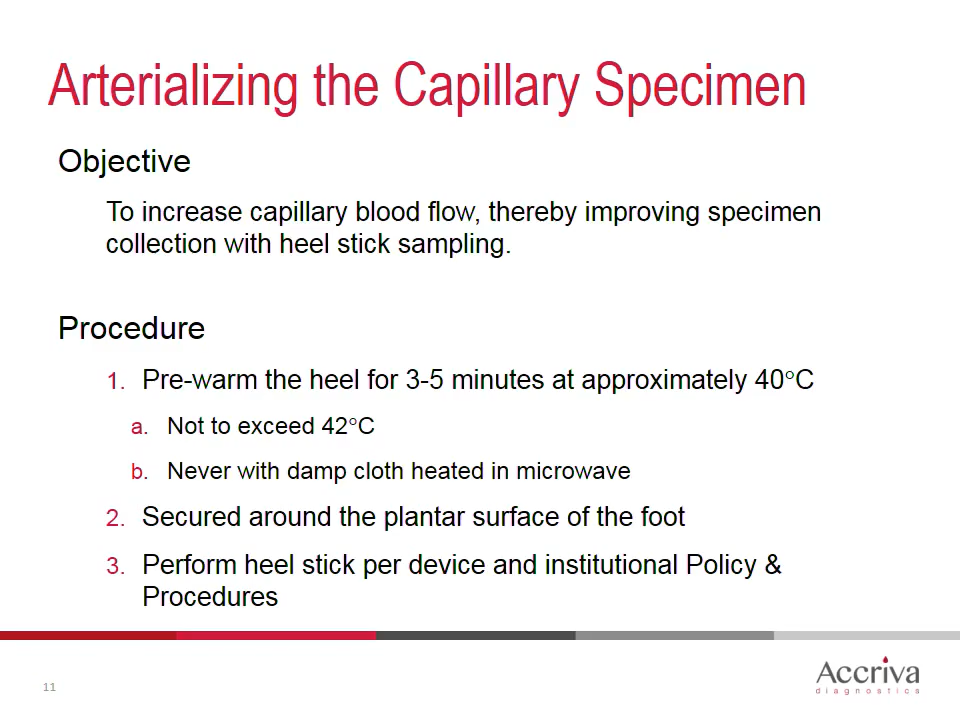 Arterializing the Capillary Specimen
Objective
To increase capillary blood flow, thereby improving specimen
collection with heel stick sampling.
Procedure
1. Pre-warm the heel for 3-5 minutes at approximately 40°C
a. Not to exceed 42°C
b. Never with damp cloth heated in microwave
2. Secured around the plantar surface of the foot
3. Perform heel stick per device and institutional Policy &
Procedures
11
Accriva
diagnostics